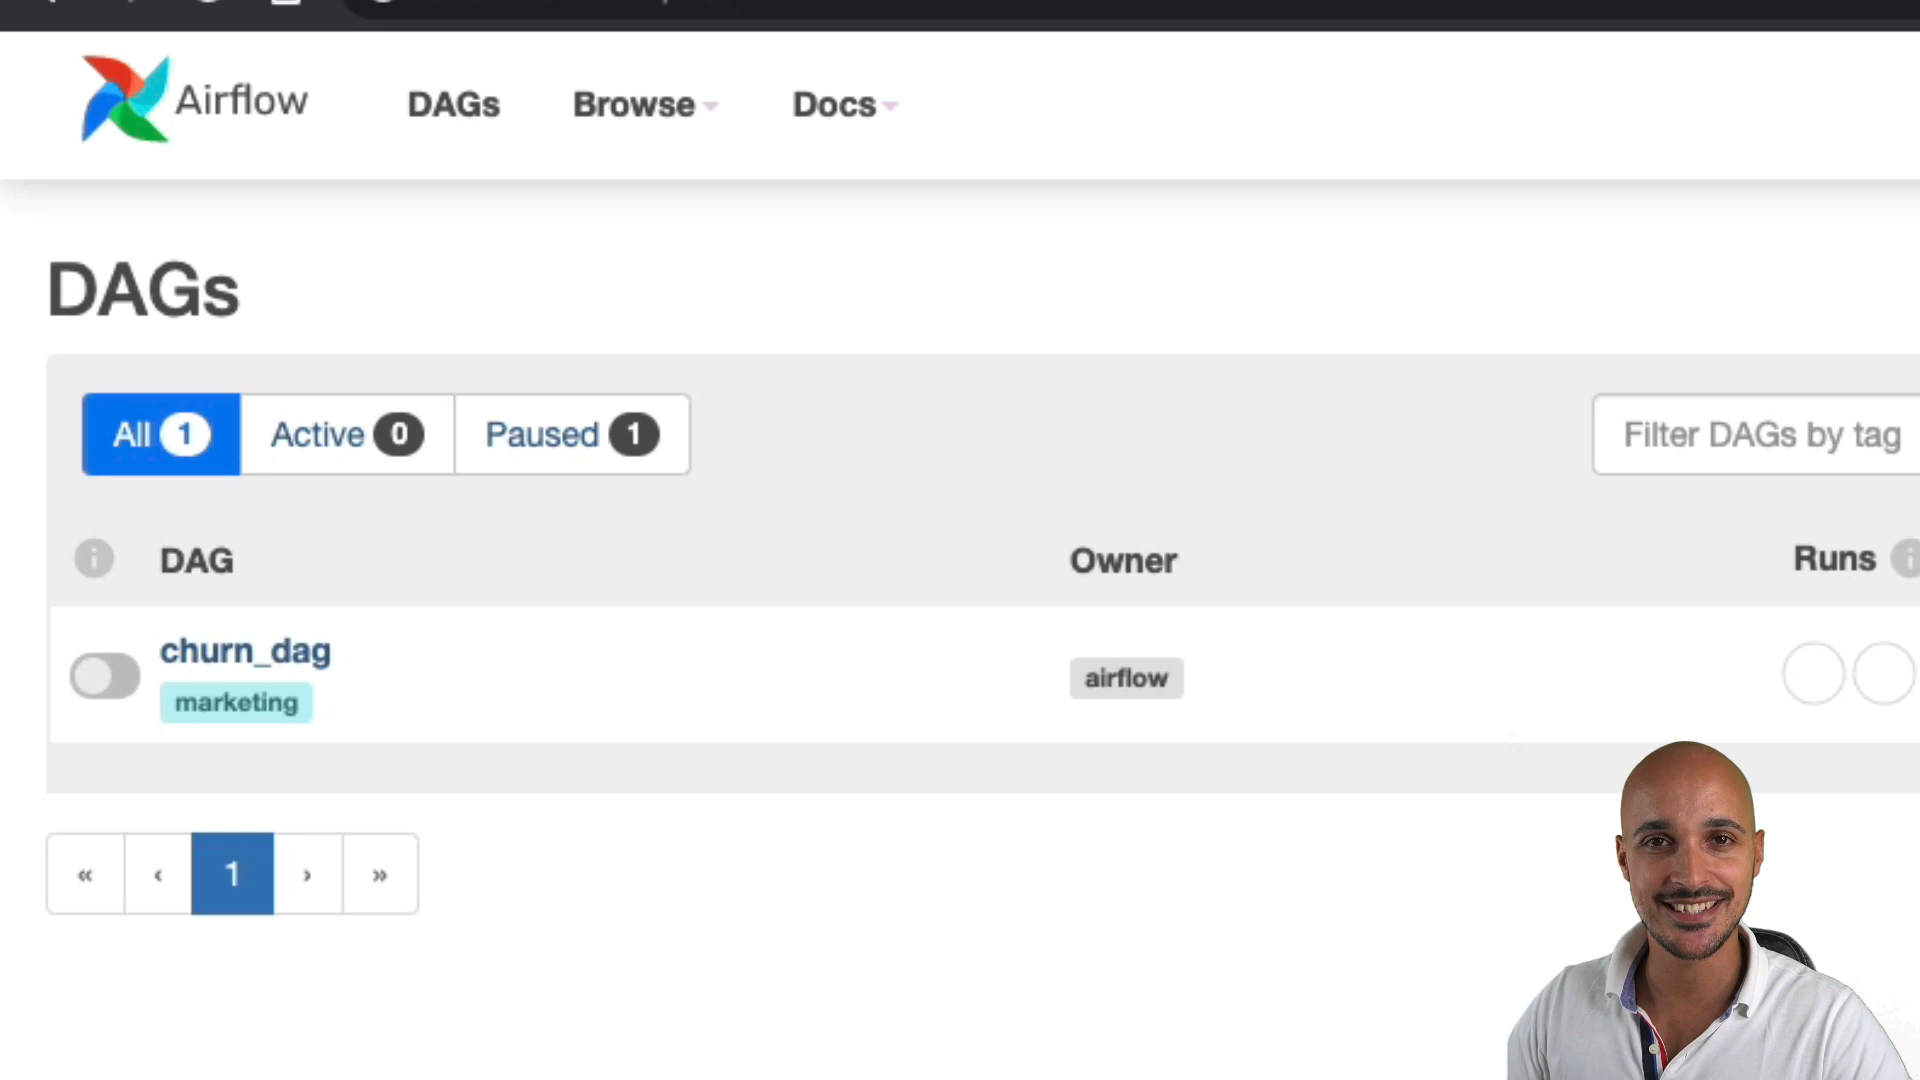 Airflow
DAGs Browse Docs
DAGs
All 1 Active 0 Paused 1 Filter DAGs by tag
DAG Owner Runs
churn_dag
marketing
airflow
« ‹ 1 › »